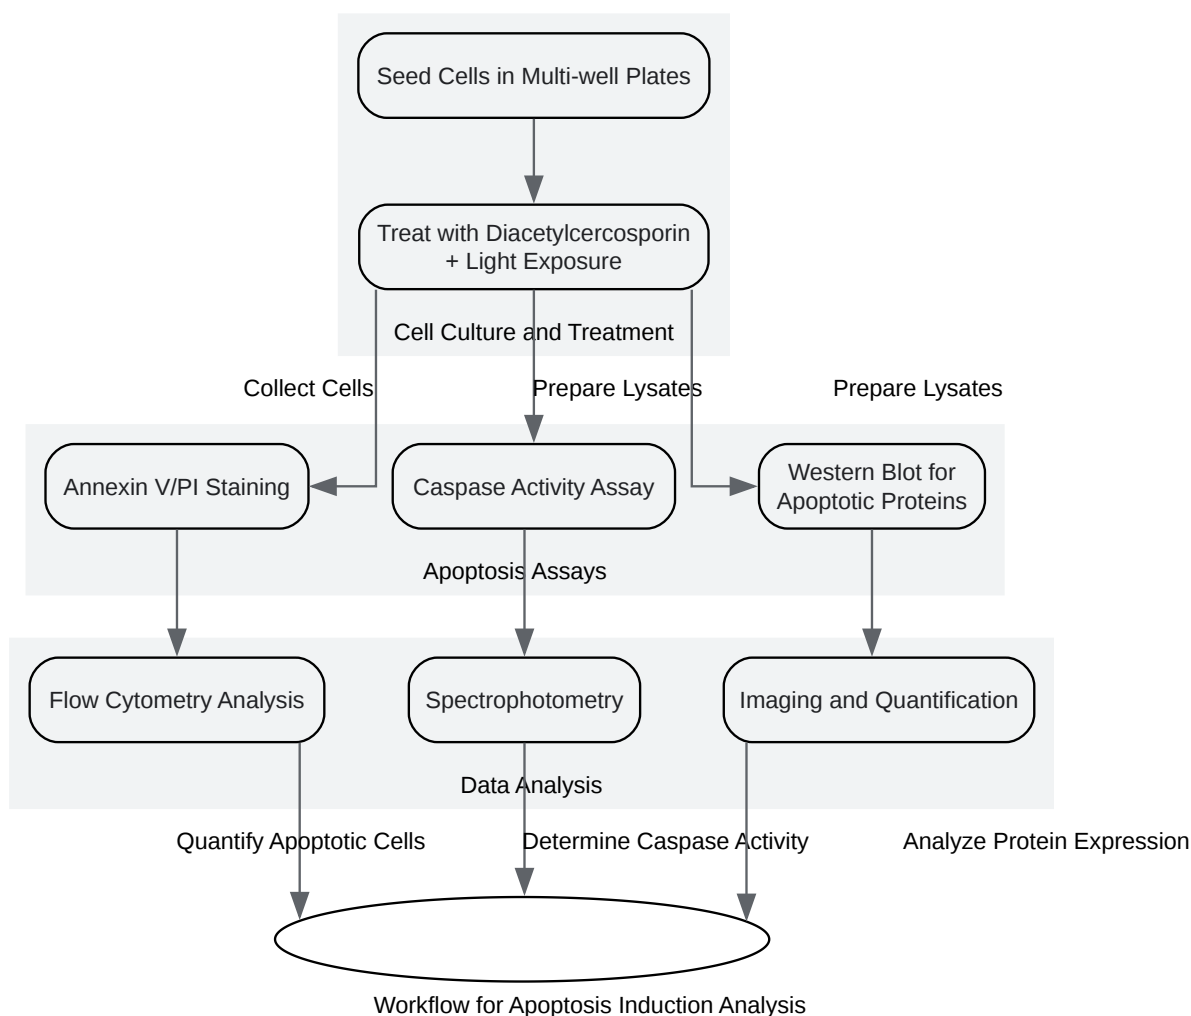 Seed Cells in Multi-well Plates
Treat with Diacetylcercosporin
+ Light Exposure
Cell Culture and Treatment
Collect Cells
Prepare Lysates
Prepare Lysates
Annexin V/PI Staining
Caspase Activity Assay
Western Blot for
Apoptotic Proteins
Apoptosis Assays
Flow Cytometry Analysis
Spectrophotometry
Imaging and Quantification
Data Analysis
Quantify Apoptotic Cells
Determine Caspase Activity
Analyze Protein Expression
Workflow for Apoptosis Induction Analysis